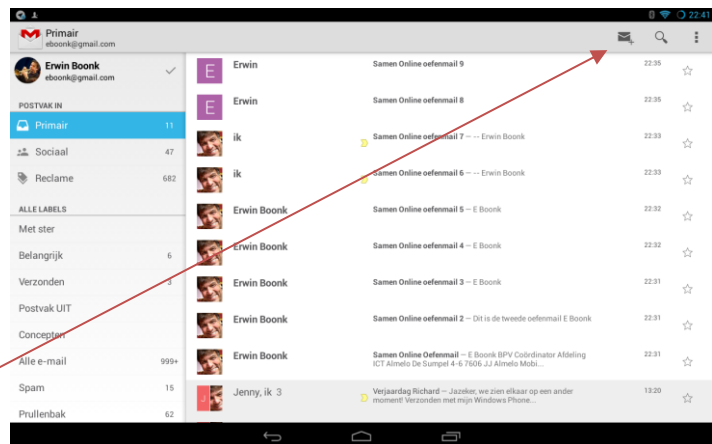 22:41
Primair
eboonk@gmail.com
Erwin Boonk
eboonk@gmail.com
POSTVAK IN
Primair 11
Sociaal 47
Reclame 682
ALLE LABELS
Met ster
Belangrijk 6
Verzonden 3
Postvak UIT
Concepten
Alle e-mail 999+
Spam 15
Prullenbak 62
E Erwin Samen Online oefenmail 9 22:35
E Erwin Samen Online oefenmail 8 22:35
ik Samen Online oefenmail 7 – -- Erwin Boonk 22:33
ik Samen Online oefenmail 6 – -- Erwin Boonk 22:33
Erwin Boonk Samen Online oefenmail 5 – E Boonk 22:32
Erwin Boonk Samen Online oefenmail 4 – E Boonk 22:32
Erwin Boonk Samen Online oefenmail 3 – E Boonk 22:31
Erwin Boonk Samen Online oefenmail 2 – Dit is de tweede oefenmail E Boonk 22:31
Erwin Boonk Samen Online Oefenmail – E Boonk BPV Coördinator Afdeling 22:31
ICT Almelo De Sumpel 4-6 7606 JJ Almelo Mobi...
J Jenny, ik 3 Verjaardag Richard – Jazeker, we zien elkaar op een ander 13:20
moment! Verzonden met mijn Windows Phone...